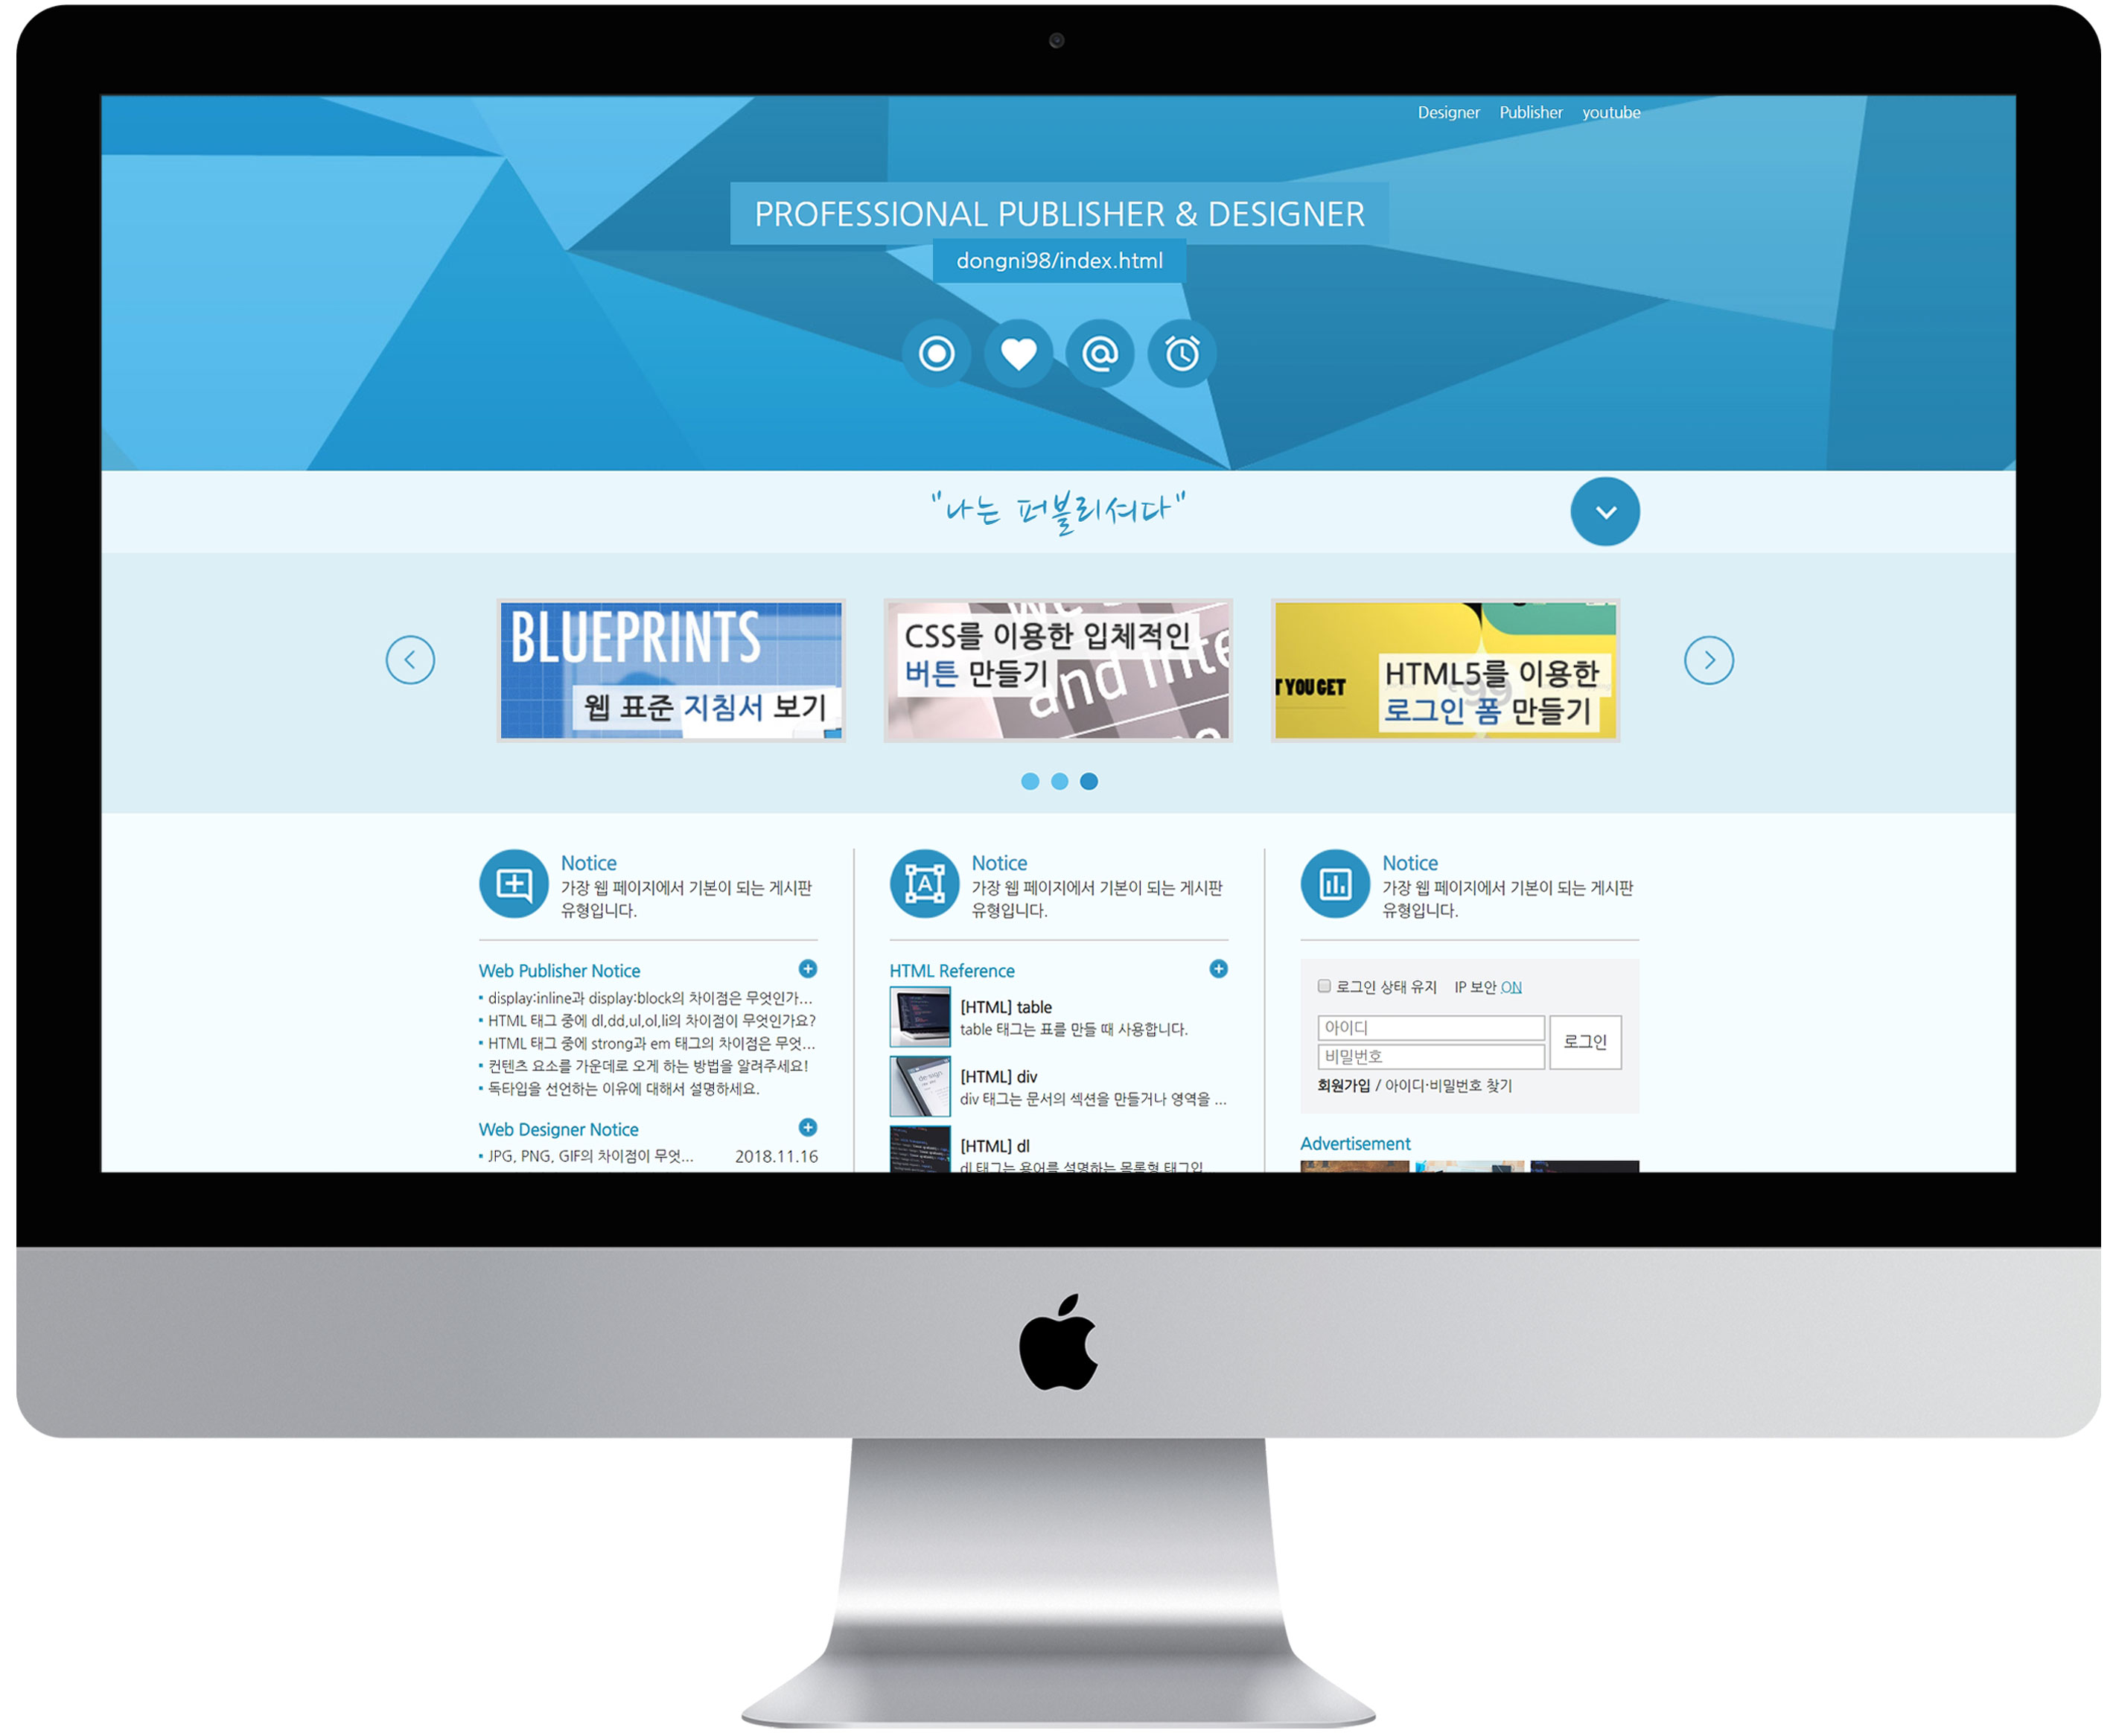 Designer Publisher youtube
PROFESSIONAL PUBLISHER & DESIGNER
dongni98/index.html
"나는 퍼블리셔다"
BLUEPRINTS
웹 표준 지침서 보기
CSS를 이용한 입체적인
버튼 만들기
and inte
T YOU GET
HTML5를 이용한
로그인 폼 만들기
Notice
가장 웹 페이지에서 기본이 되는 게시판
유형입니다.
Web Publisher Notice
display:inline과 display:block의 차이점은 무엇인가...
HTML 태그 중에 dl,dd,ul,ol,li의 차이점이 무엇인가요?
HTML 태그 중에 strong과 em 태그의 차이점은 무엇...
컨텐츠 요소를 가운데로 오게 하는 방법을 알려주세요!
독타입을 선언하는 이유에 대해서 설명하세요.
Web Designer Notice
JPG, PNG, GIF의 차이점이 무엇... 2018.11.16
Notice
가장 웹 페이지에서 기본이 되는 게시판
유형입니다.
HTML Reference
[HTML] table
table 태그는 표를 만들 때 사용합니다.
[HTML] div
div 태그는 문서의 섹션을 만들거나 영역을 ...
[HTML] dl
dl 태그는 용어를 설명하는 목록형 태그입
Notice
가장 웹 페이지에서 기본이 되는 게시판
유형입니다.
로그인 상태 유지 IP 보안 ON
아이디
비밀번호
로그인
회원가입 / 아이디·비밀번호 찾기
Advertisement